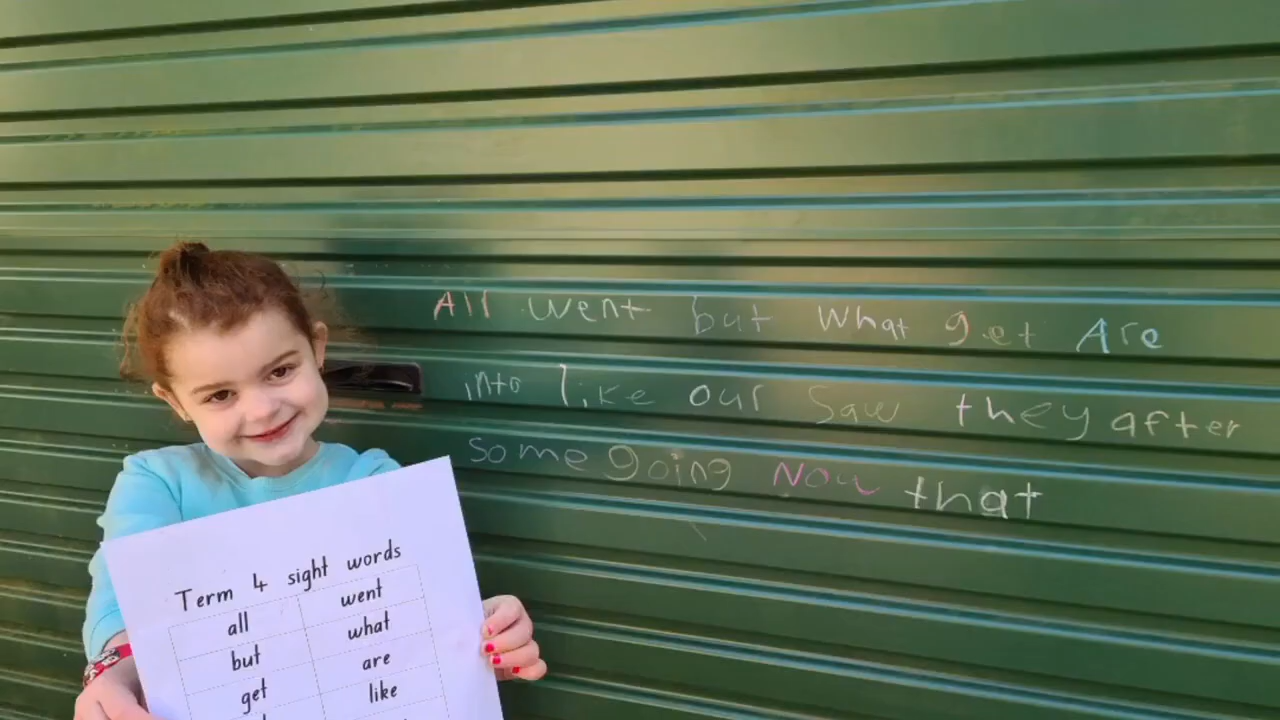 All went but What get Are
into like our Saw they after
some going Now that
Term 4 sight words
all went
but what
get are
like